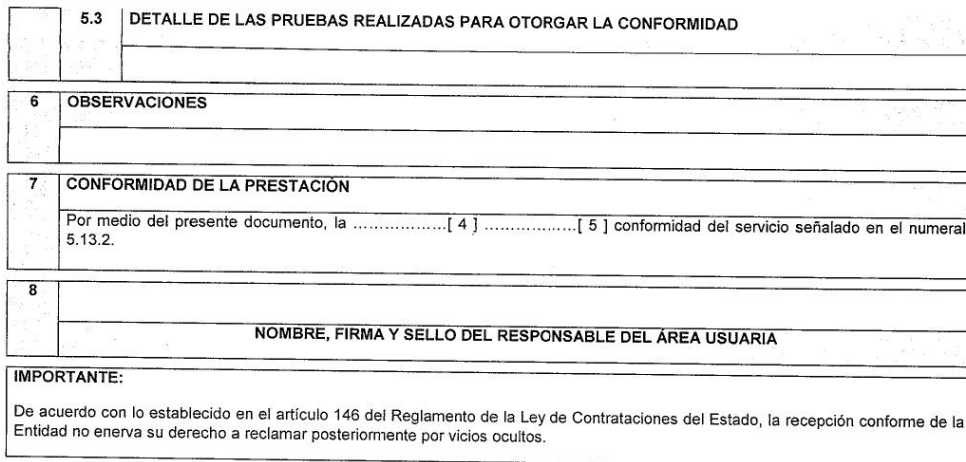 5.3 DETALLE DE LAS PRUEBAS REALIZADAS PARA OTORGAR LA CONFORMIDAD
6 OBSERVACIONES
7 CONFORMIDAD DE LA PRESTACIÓN
Por medio del presente documento, la ………………[ 4 ] ………………[ 5 ] conformidad del servicio señalado en el numeral
5.13.2.
8
NOMBRE, FIRMA Y SELLO DEL RESPONSABLE DEL ÁREA USUARIA
IMPORTANTE:
De acuerdo con lo establecido en el artículo 146 del Reglamento de la Ley de Contrataciones del Estado, la recepción conforme de la
Entidad no enerva su derecho a reclamar posteriormente por vicios ocultos.